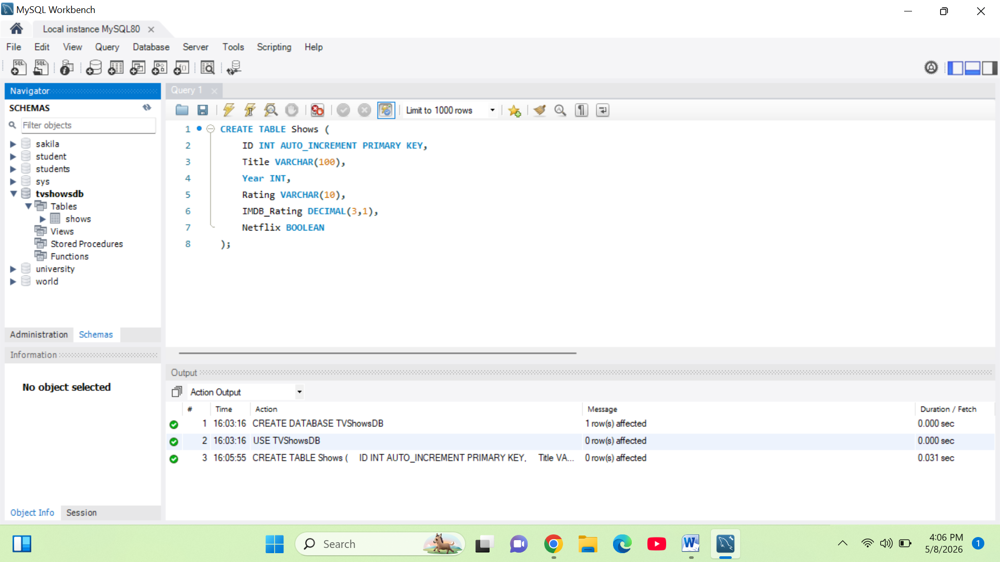 MySQL Workbench
Local instance MySQL80
File Edit View Query Database Server Tools Scripting Help
Navigator
SCHEMAS
Filter objects
sakila
student
students
sys
tvshowsdb
Tables
shows
Views
Stored Procedures
Functions
university
world
Administration Schemas
Information
No object selected
Object Info Session
Query 1
Limit to 1000 rows
1 CREATE TABLE Shows (
2 ID INT AUTO_INCREMENT PRIMARY KEY,
3 Title VARCHAR(100),
4 Year INT,
5 Rating VARCHAR(10),
6 IMDB_Rating DECIMAL(3,1),
7 Netflix BOOLEAN
8 );
Output
Action Output
# Time Action Message Duration / Fetch
1 16:03:16 CREATE DATABASE TVShowsDB 1 row(s) affected 0.000 sec
2 16:03:16 USE TVShowsDB 0 row(s) affected 0.000 sec
3 16:05:55 CREATE TABLE Shows ( ID INT AUTO_INCREMENT PRIMARY KEY, Title VA... 0 row(s) affected 0.031 sec
Search
4:06 PM
5/8/2026
1